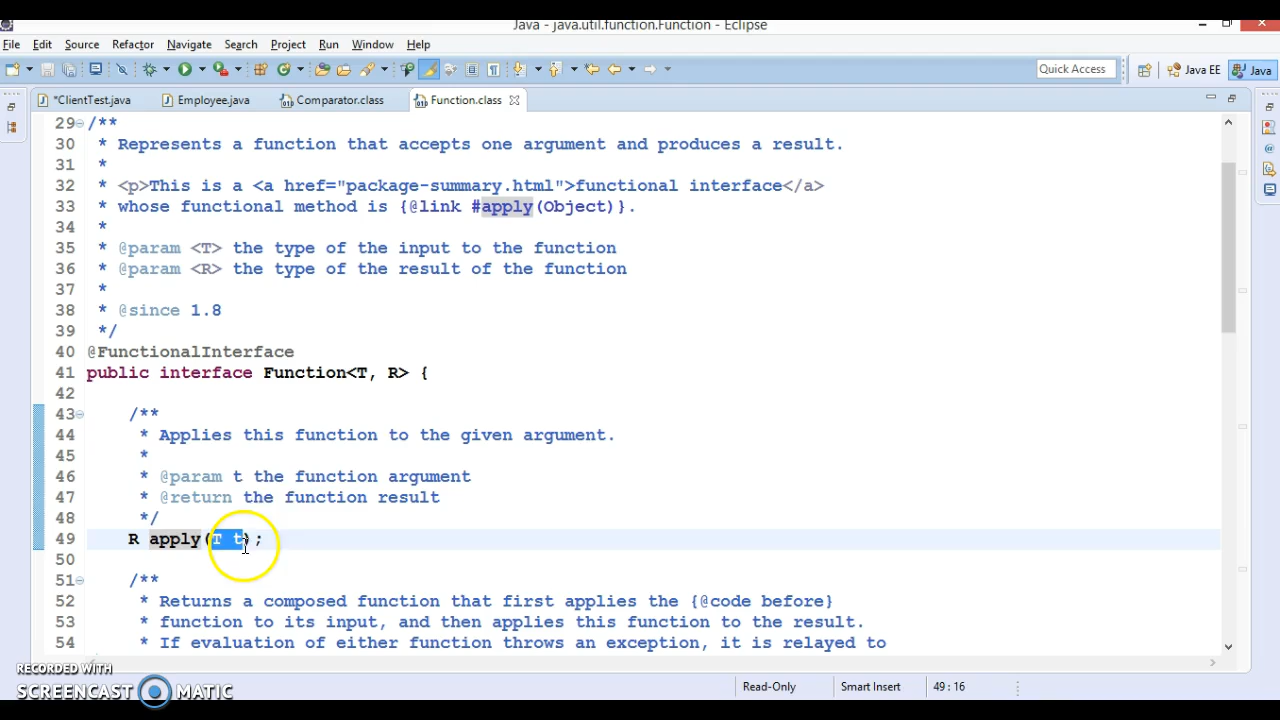 Java - java.util.function.Function - Eclipse
File Edit Source Refactor Navigate Search Project Run Window Help
Quick Access Java EE Java
*ClientTest.java Employee.java Comparator.class Function.class
29 /**
30 * Represents a function that accepts one argument and produces a result.
31 *
32 * <p>This is a <a href="package-summary.html">functional interface</a>
33 * whose functional method is {@link #apply(Object)}.
34 *
35 * @param <T> the type of the input to the function
36 * @param <R> the type of the result of the function
37 *
38 * @since 1.8
39 */
40 @FunctionalInterface
41 public interface Function<T, R> {
42
43 /**
44 * Applies this function to the given argument.
45 *
46 * @param t the function argument
47 * @return the function result
48 */
49 R apply(T t);
50
51 /**
52 * Returns a composed function that first applies the {@code before}
53 * function to its input, and then applies this function to the result.
54 * If evaluation of either function throws an exception, it is relayed to
RECORDED WITH
SCREENCAST MATIC
Read-Only Smart Insert 49 : 16